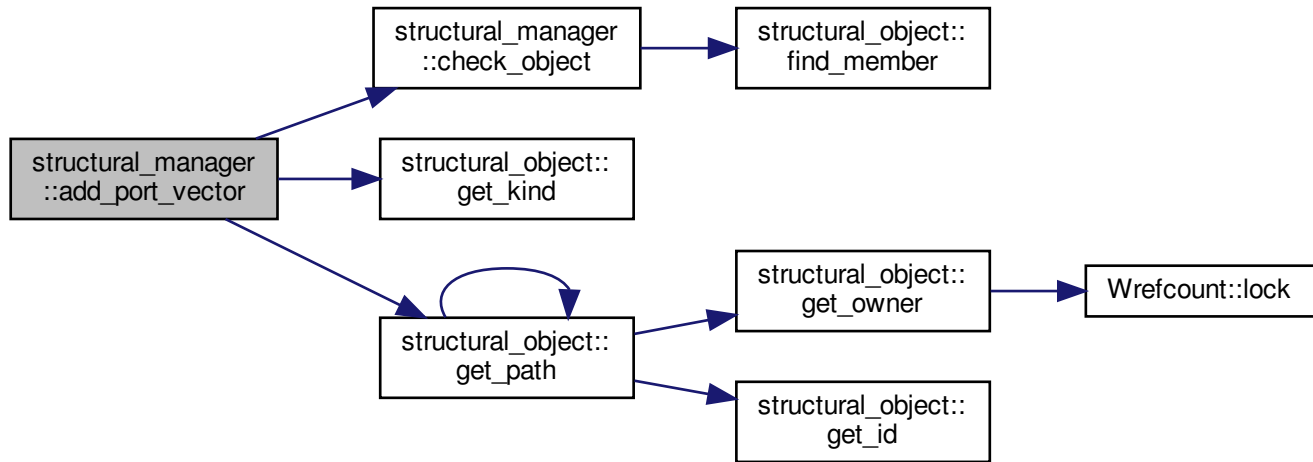 structural_manager
::add_port_vector
structural_manager
::check_object
structural_object::
find_member
structural_object::
get_kind
structural_object::
get_path
structural_object::
get_owner
Wrefcount::lock
structural_object::
get_id